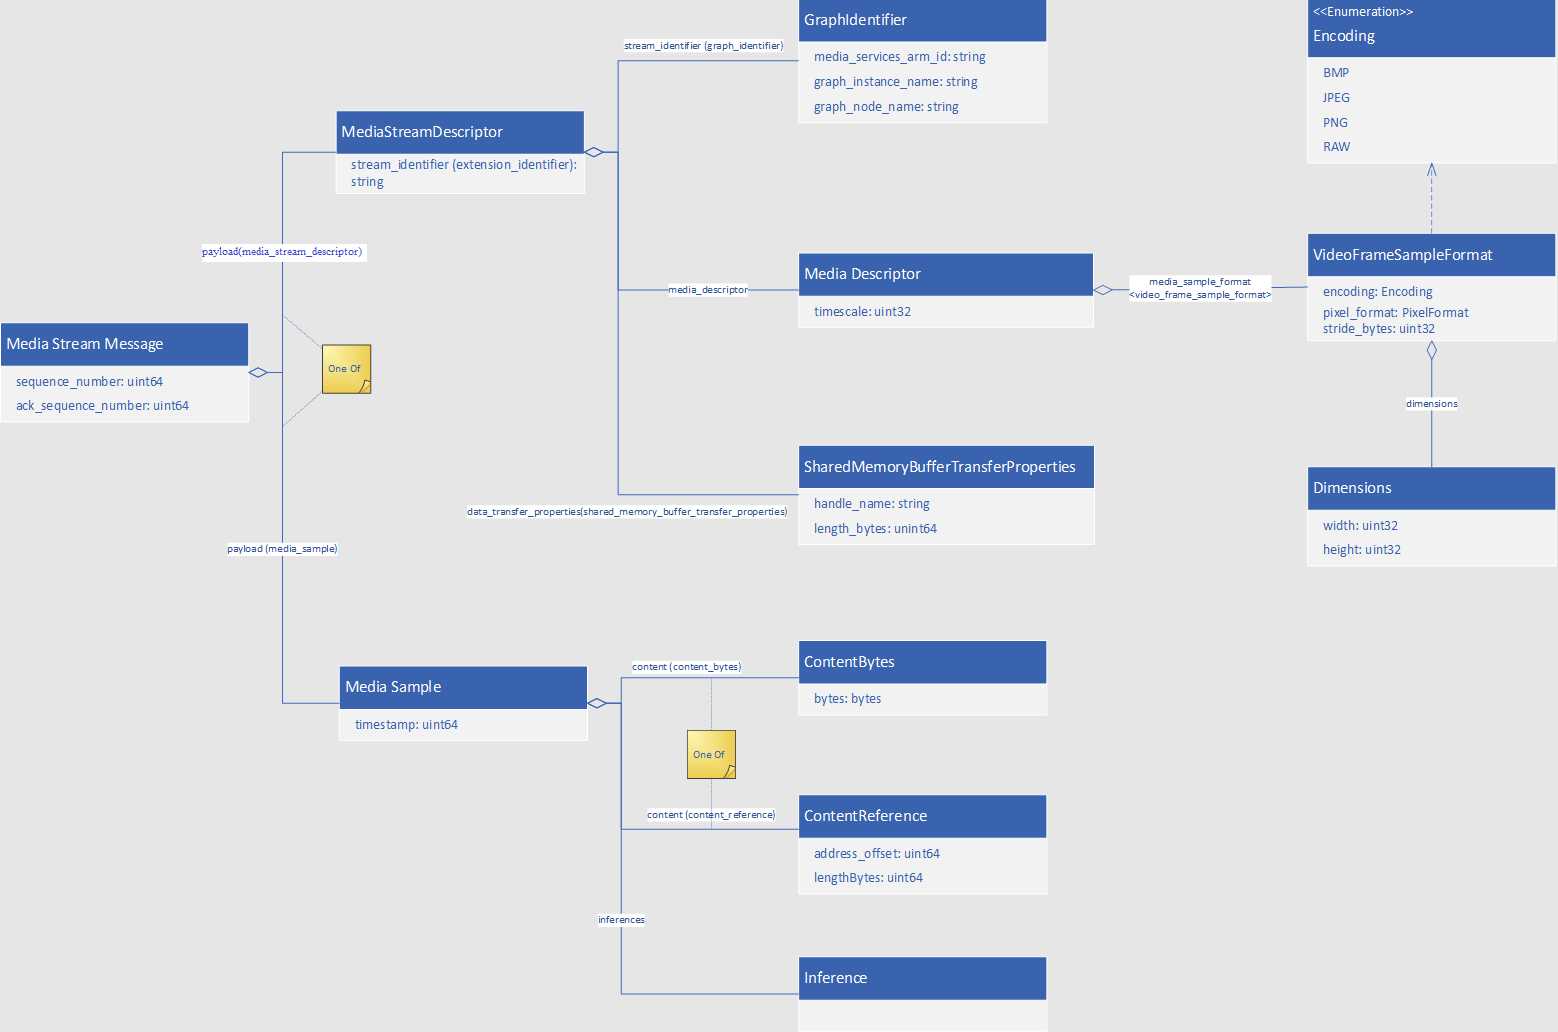 GraphIdentifier
media_services_arm_id: string
graph_instance_name: string
graph_node_name: string
<<Enumeration>>
Encoding
BMP
JPEG
PNG
RAW
stream_identifier (graph_identifier)
MediaStreamDescriptor
stream_identifier (extension_identifier):
string
payload(media_stream_descriptor)
Media Descriptor
timescale: uint32
media_descriptor
media_sample_format
<video_frame_sample_format>
VideoFrameSampleFormat
encoding: Encoding
pixel_format: PixelFormat
stride_bytes: uint32
Media Stream Message
sequence_number: uint64
ack_sequence_number: uint64
One Of
dimensions
SharedMemoryBufferTransferProperties
handle_name: string
length_bytes: unint64
data_transfer_properties(shared_memory_buffer_transfer_properties)
Dimensions
width: uint32
height: uint32
payload (media_sample)
Media Sample
timestamp: uint64
content (content_bytes)
ContentBytes
bytes: bytes
One Of
content (content_reference)
ContentReference
address_offset: uint64
lengthBytes: uint64
inferences
Inference